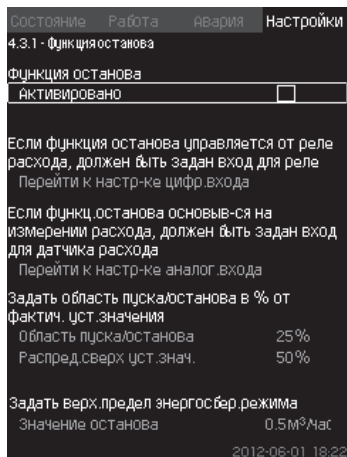 Состояние Работа Авария Настройки
4.3.1 - Функция останова
Функция останова
Активировано
Если функция останова управляется от реле
расхода, должен быть задан вход для реле
Перейти к настр-ке цифр.входа
Если функц.останова основыв-ся на
измерении расхода, должен быть задан вход
для датчика расхода
Перейти к настр-ке аналог.входа
Задать область пуска/останова в % от
фактич. уст.значения
Область пуска/останова 25%
Распред.сверх уст.знач. 50%
Задать верх.предел энергосбер.режима
Значение останова 0.5м³/час
2012-06-01 18:22